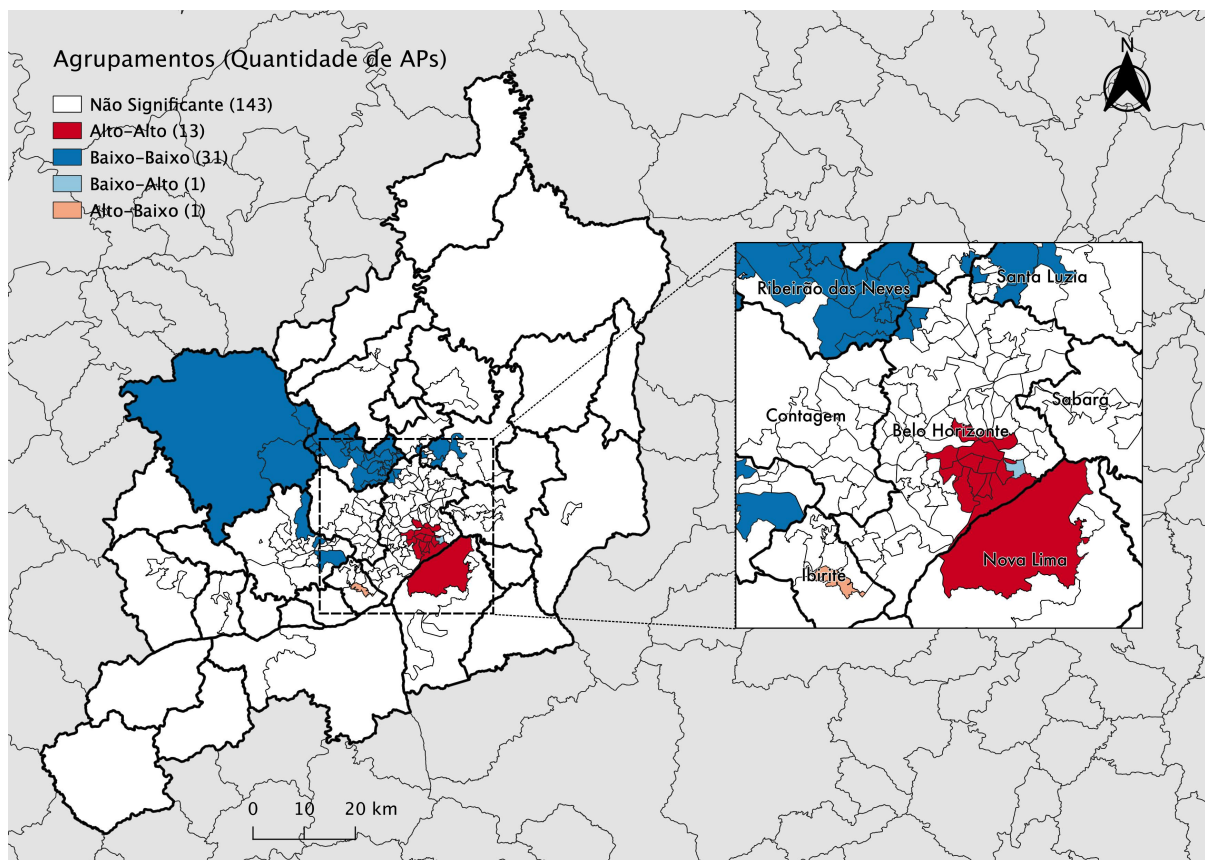 Agrupamentos (Quantidade de APs)
Não Significante (143)
Alto-Alto (13)
Baixo-Baixo (31)
Baixo-Alto (1)
Alto-Baixo (1)
N
Ribeirão das Neves
Santa Luzia
Contagem
Sabará
Belo Horizonte
Nova Lima
Ibirité
0 10 20 km